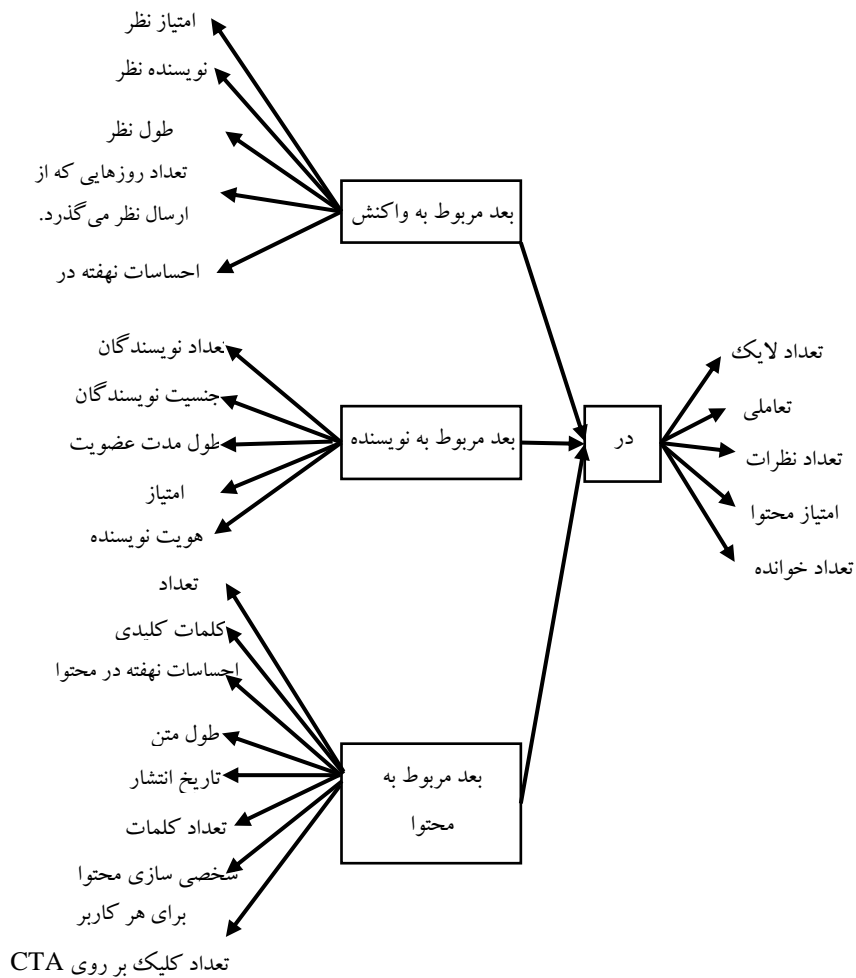 امتیاز نظر
نویسنده نظر
طول نظر
تعداد روزهایی که از
ارسال نظر می‌گذرد.
احساسات نهفته در
بعد مربوط به واکنش
تعداد نویسندگان
جنسیت نویسندگان
طول مدت عضویت
امتیاز
هویت نویسنده
بعد مربوط به نویسنده
در
تعداد لایک
تعاملی
تعداد نظرات
امتیاز محتوا
تعداد خوانده
تعداد
کلمات کلیدی
احساسات نهفته در محتوا
طول متن
تاریخ انتشار
تعداد کلمات
شخصی سازی محتوا
برای هر کاربر
تعداد کلیک بر روی CTA
بعد مربوط به
محتوا